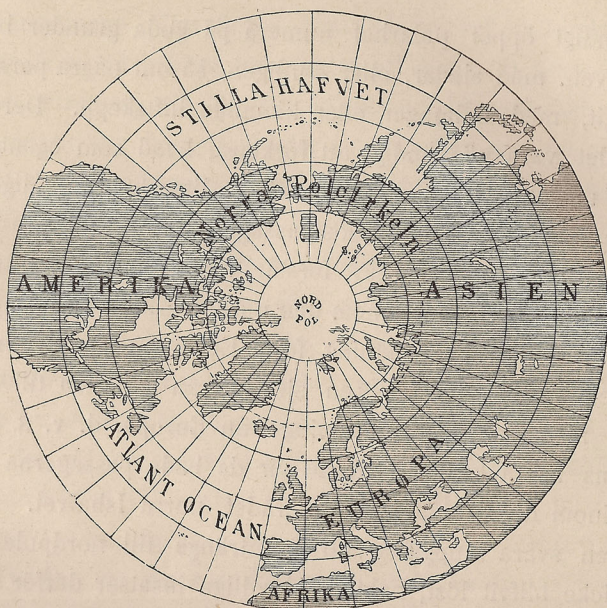 STILLA HAFVET
Norra Polcirkeln
AMERIKA
ASIEN
NORD
POL
ATLANT OCEAN
EUROPA
AFRIKA